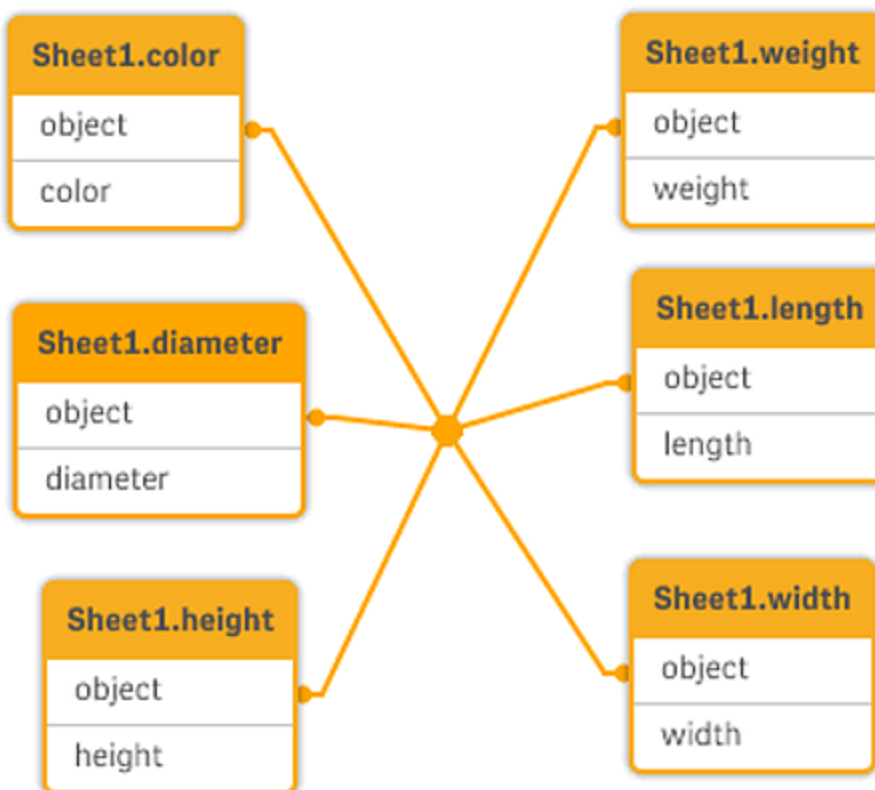 Sheet1.color
object
color
Sheet1.weight
object
weight
Sheet1.diameter
object
diameter
Sheet1.length
object
length
Sheet1.height
object
height
Sheet1.width
object
width